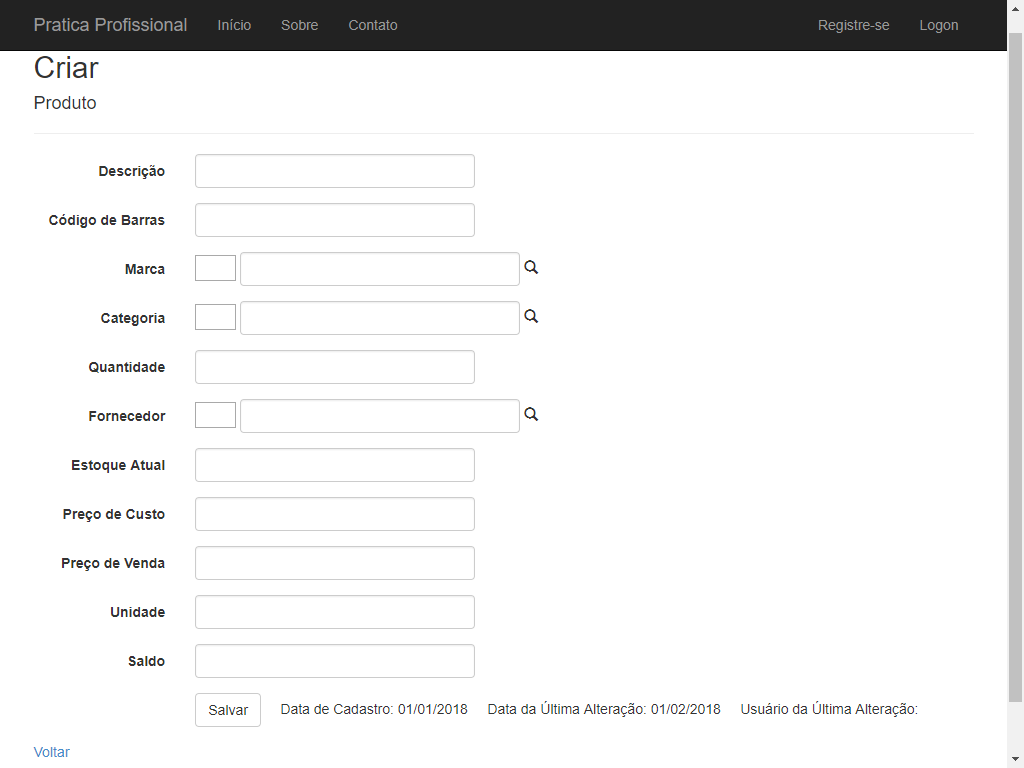 Pratica Profissional Início Sobre Contato Registre-se Logon
Criar
Produto
Descrição
Código de Barras
Marca
Categoria
Quantidade
Fornecedor
Estoque Atual
Preço de Custo
Preço de Venda
Unidade
Saldo
Salvar Data de Cadastro: 01/01/2018 Data da Última Alteração: 01/02/2018 Usuário da Última Alteração:
Voltar